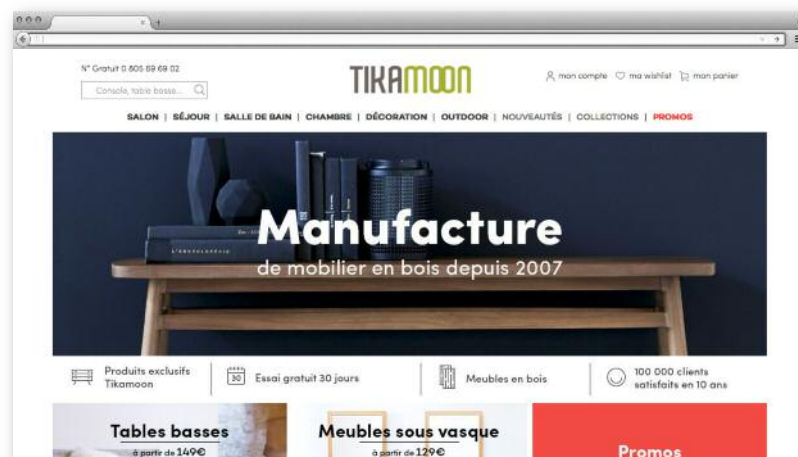 N° Gratuit 0 805 69 69 02
TIKAMOON
mon compte ma wishlist mon panier
Console, table basse...
SALON | SÉJOUR | SALLE DE BAIN | CHAMBRE | DÉCORATION | OUTDOOR | NOUVEAUTÉS | COLLECTIONS | PROMOS
Manufacture
de mobilier en bois depuis 2007
Produits exclusifs
Tikamoon
30
Essai gratuit 30 jours
Meubles en bois
100 000 clients
satisfaits en 10 ans
Tables basses
à partir de 149€
Meubles sous vasque
à partir de 129€
Promos